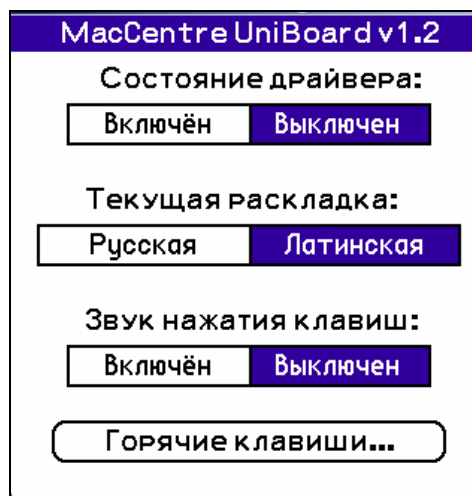 MacCentre UniBoard v1.2
Состояние драйвера:
Включён Выключен
Текущая раскладка:
Русская Латинская
Звук нажатия клавиш:
Включён Выключен
Горячие клавиши...